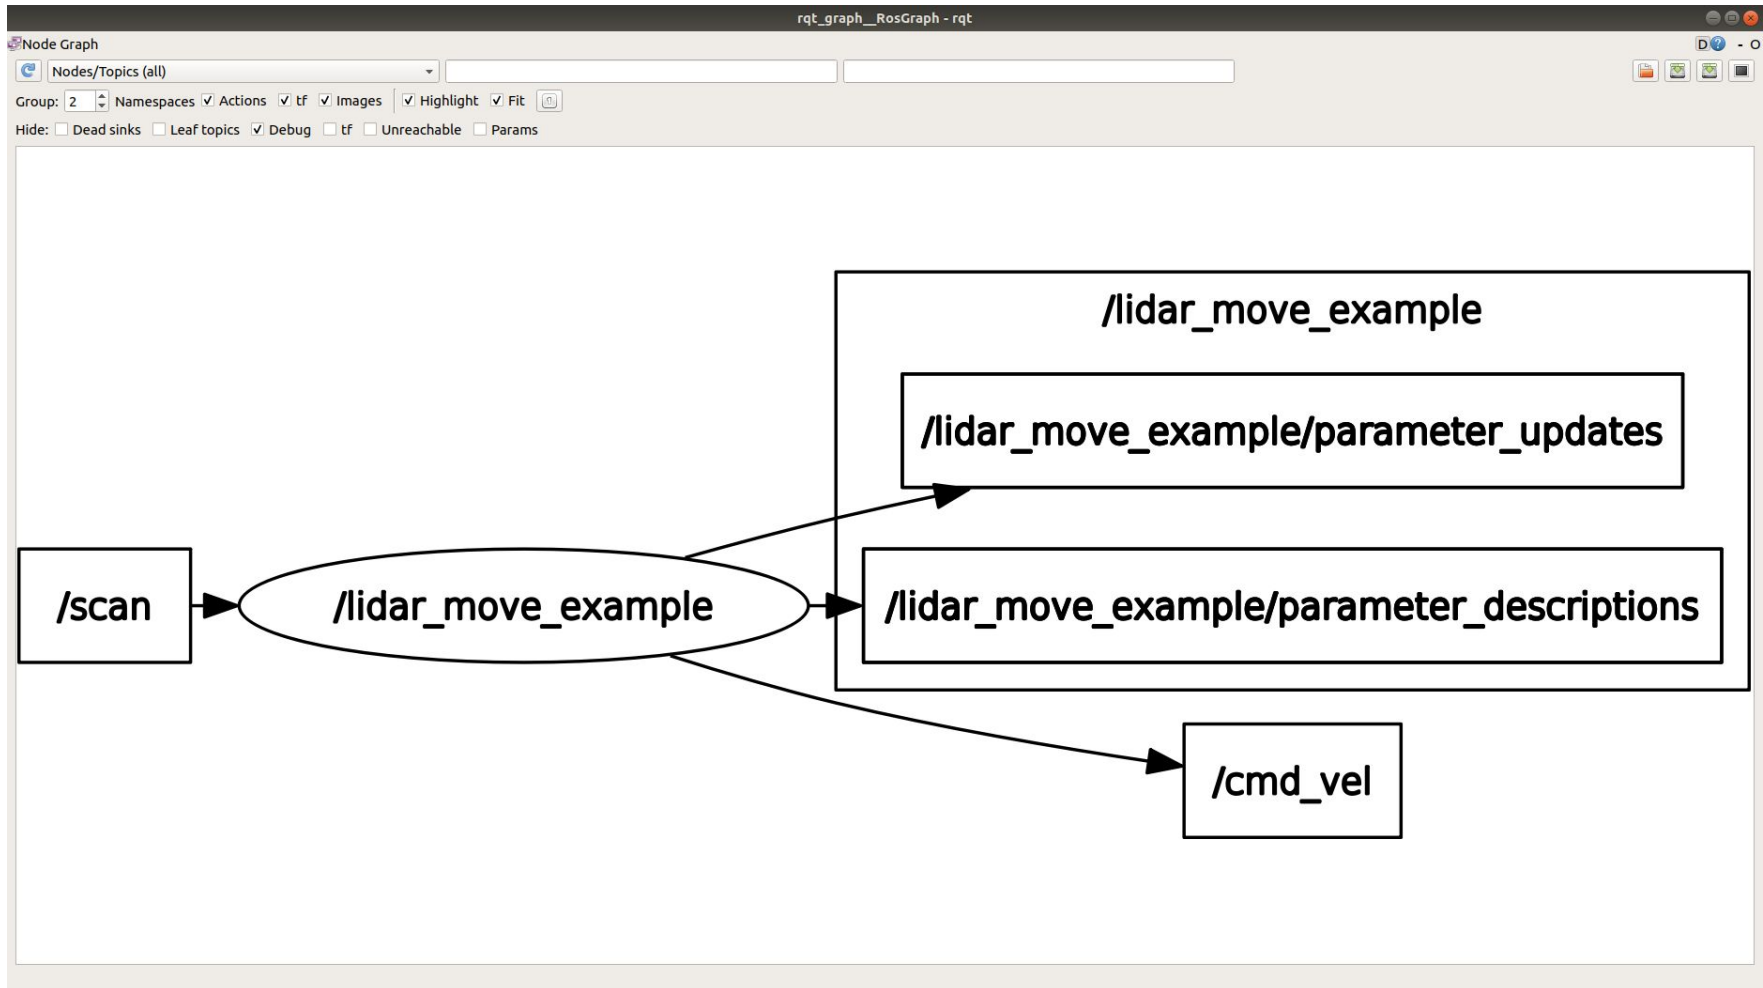 rqt_graph__RosGraph - rqt
Node Graph
D ? - O
Nodes/Topics (all)
Group: 2 Namespaces Actions tf Images Highlight Fit
Hide: Dead sinks Leaf topics Debug tf Unreachable Params
/lidar_move_example
/lidar_move_example/parameter_updates
/scan
/lidar_move_example
/lidar_move_example/parameter_descriptions
/cmd_vel